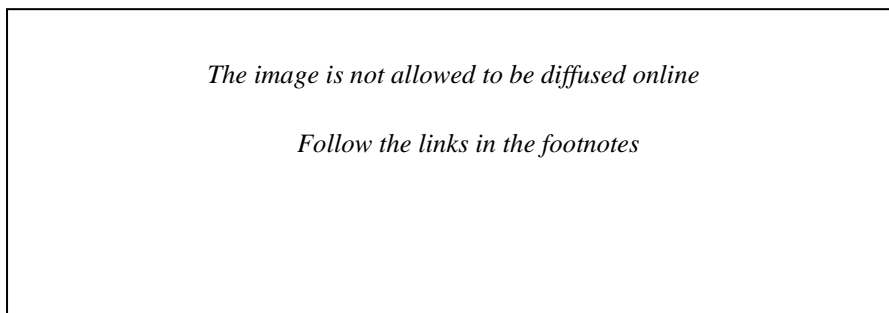 The image is not allowed to be diffused online
Follow the links in the footnotes